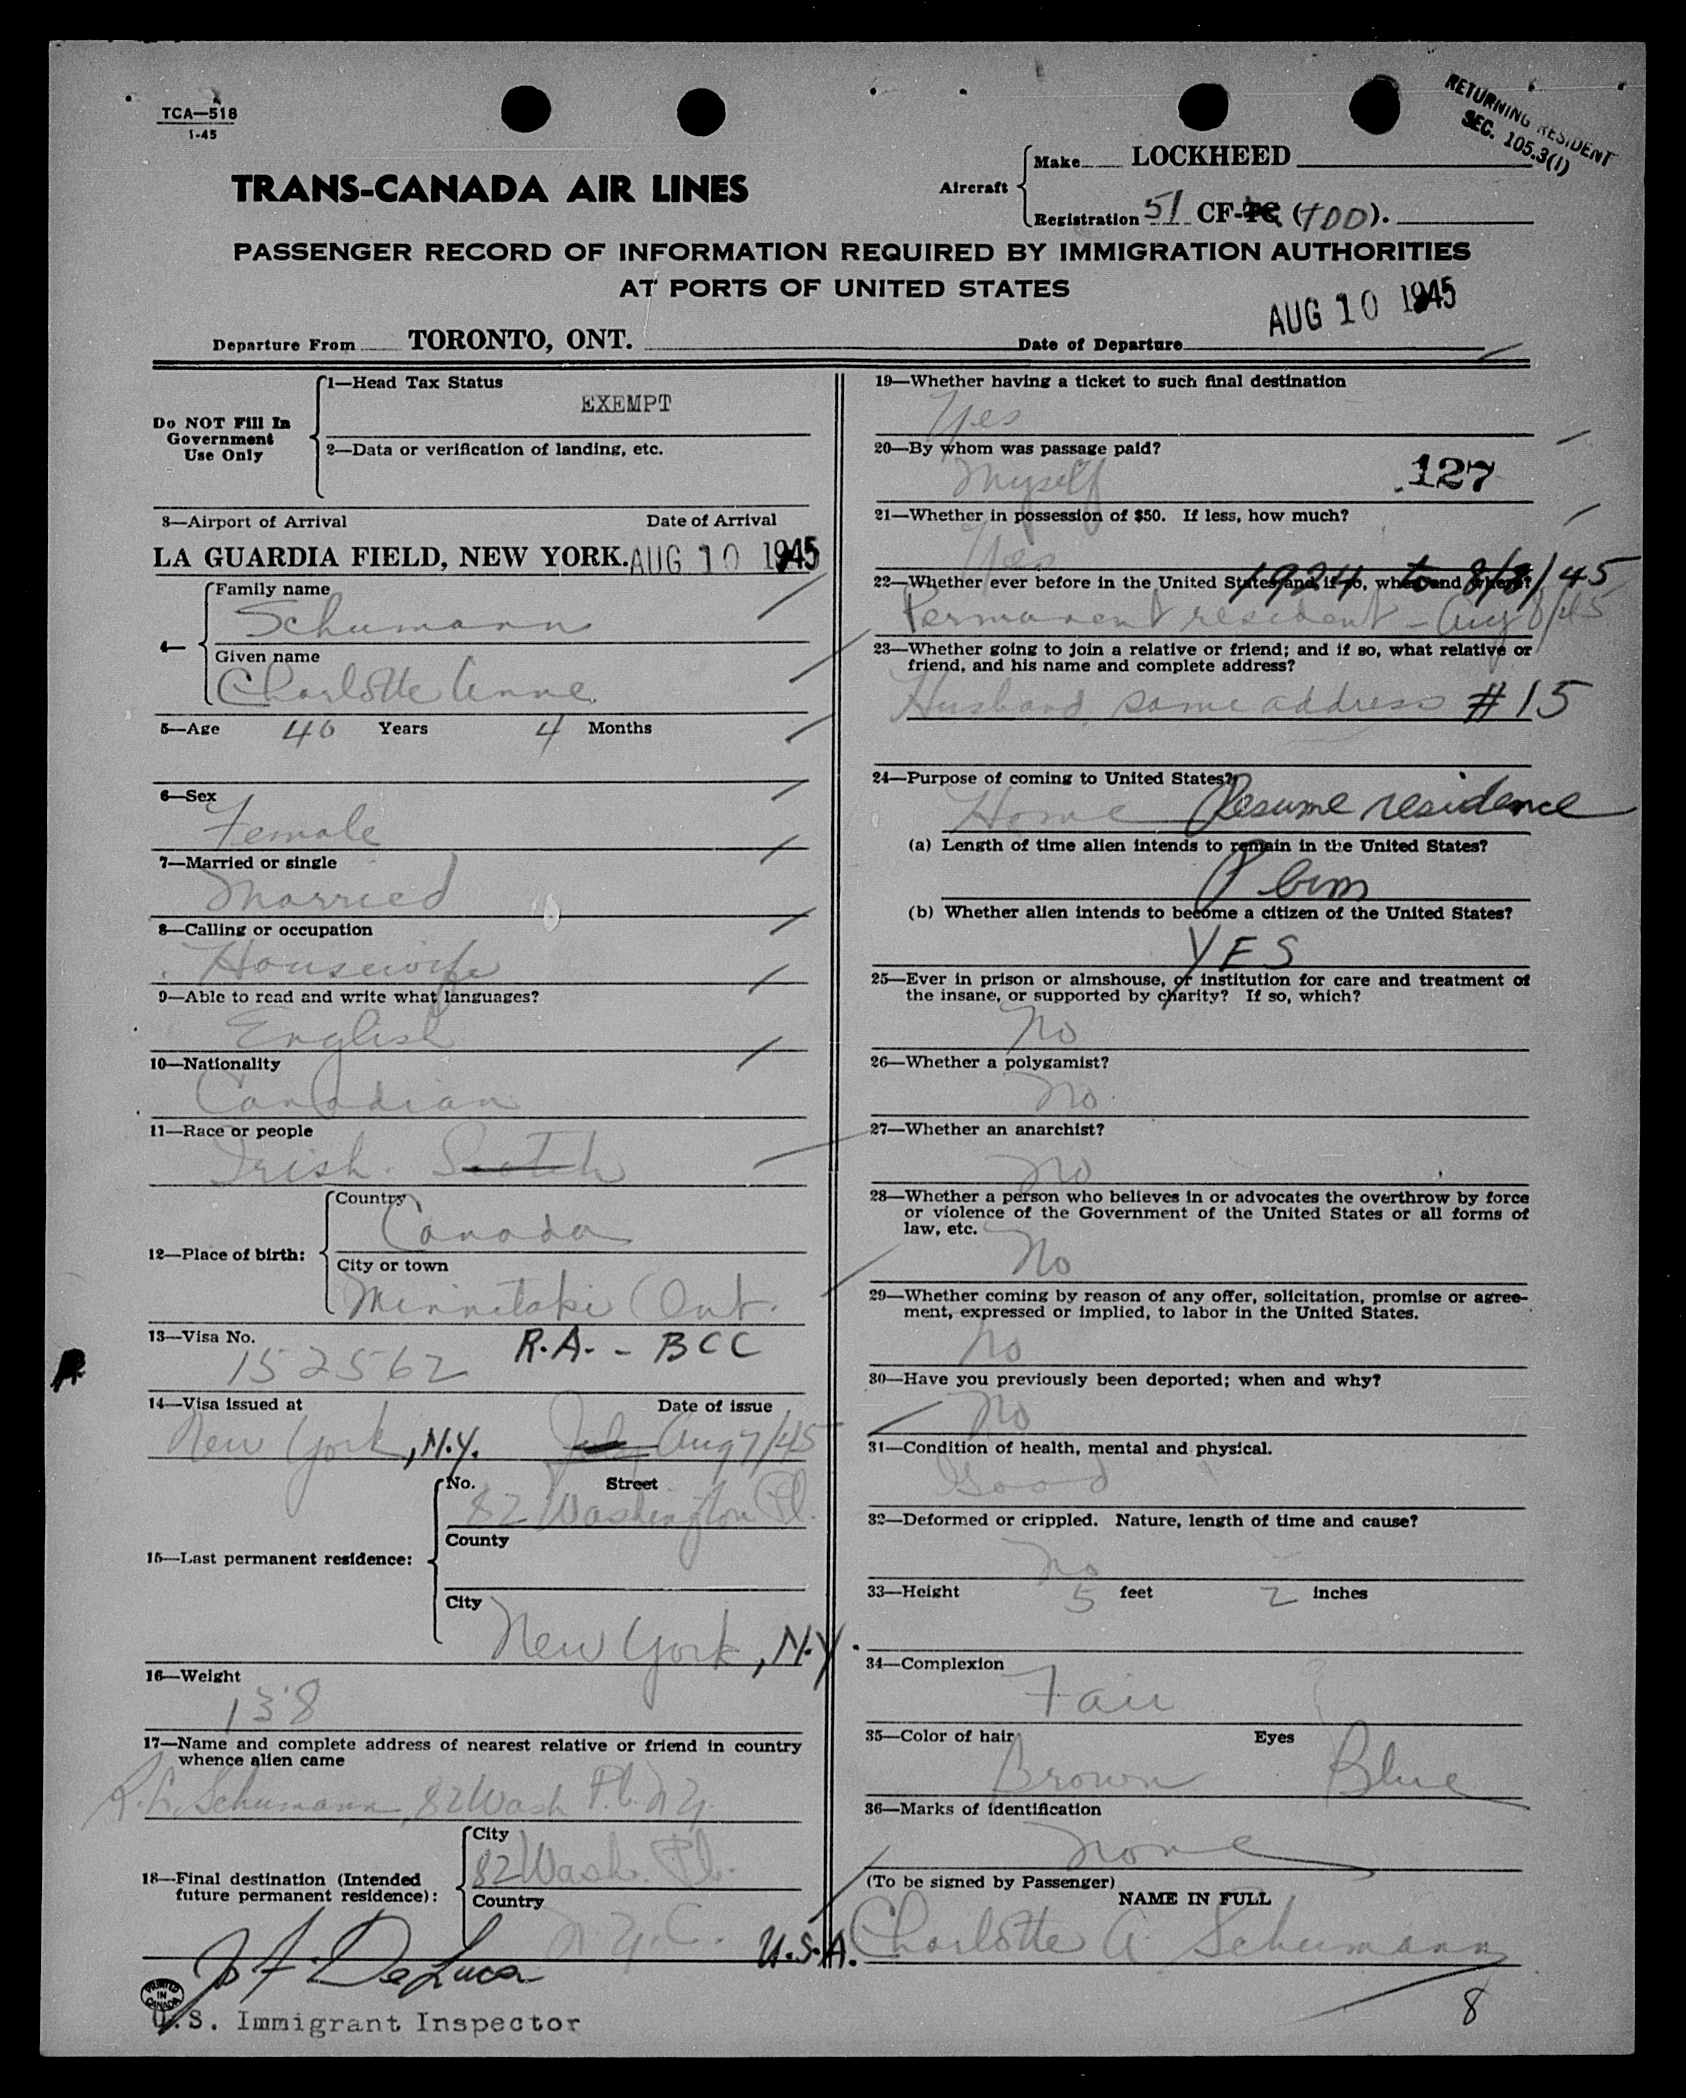 TCA—518
1-45
RETURNING RESIDENT
SEC. 105.3(1)
TRANS-CANADA AIR LINES
Aircraft
Make LOCKHEED
Registration 51 CF-TC (TDD).
PASSENGER RECORD OF INFORMATION REQUIRED BY IMMIGRATION AUTHORITIES
AT PORTS OF UNITED STATES
Departure From TORONTO, ONT. Date of Departure AUG 10 1945
Do NOT Fill In
Government
Use Only
1—Head Tax Status
EXEMPT
2—Data or verification of landing, etc.
3—Airport of Arrival Date of Arrival
LA GUARDIA FIELD, NEW YORK. AUG 10 1945
4—
Family name
Schumann
Given name
Charlotte Anne
5—Age 40 Years 4 Months
6—Sex
Female
7—Married or single
Married
8—Calling or occupation
Housewife
9—Able to read and write what languages?
English
10—Nationality
Canadian
11—Race or people
Irish. Scotch
12—Place of birth:
Country
Canada
City or town
Minnitaki Ont.
13—Visa No.
152562 R.A. - BCC
14—Visa issued at Date of issue
New York, N.Y. July Aug 7/45
15—Last permanent residence:
No. Street
82 Washington Pl.
County
City
New York, N.Y.
16—Weight
138
17—Name and complete address of nearest relative or friend in country
whence alien came
Schumann, 82 Wash Pl. N.Y.
18—Final destination (Intended
future permanent residence):
City
82 Wash. Pl.
Country
N.Y.C. U.S.A.
De Luca
PRINTED
IN
CANADA
U.S. Immigrant Inspector
19—Whether having a ticket to such final destination
Yes
20—By whom was passage paid?
Myself
127
21—Whether in possession of $50. If less, how much?
Yes
22—Whether ever before in the United States and if so, when and where?
1924 to 8/8/45
Permanent resident - Aug 8/45
23—Whether going to join a relative or friend; and if so, what relative or
friend, and his name and complete address?
Husband same address #15
24—Purpose of coming to United States?
Home Resume residence
(a) Length of time alien intends to remain in the United States?
Perm
(b) Whether alien intends to become a citizen of the United States?
YES
25—Ever in prison or almshouse, or institution for care and treatment of
the insane, or supported by charity? If so, which?
No
26—Whether a polygamist?
No
27—Whether an anarchist?
No
28—Whether a person who believes in or advocates the overthrow by force
or violence of the Government of the United States or all forms of
law, etc.
No
29—Whether coming by reason of any offer, solicitation, promise or agree-
ment, expressed or implied, to labor in the United States.
No
30—Have you previously been deported; when and why?
No
31—Condition of health, mental and physical.
Good
32—Deformed or crippled. Nature, length of time and cause?
No
33—Height 5 feet 2 inches
34—Complexion
Fair
35—Color of hair Eyes
Brown Blue
36—Marks of identification
None
(To be signed by Passenger)
NAME IN FULL
Charlotte A. Schumann
8